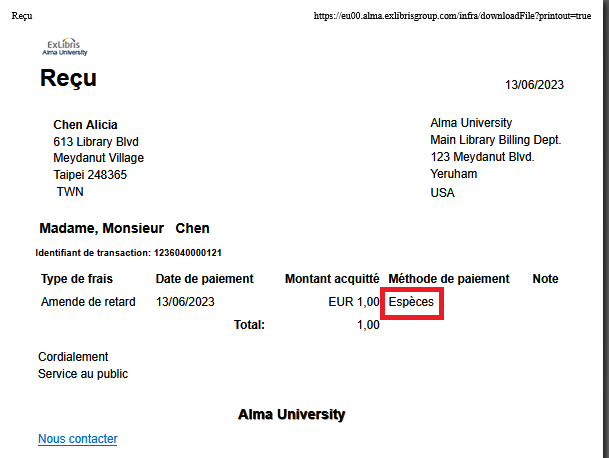 Reçu https://eu00.alma.exlibrisgroup.com/infra/downloadFile?printout=true
ExLibris
Alma University
Reçu
13/06/2023
Chen Alicia
613 Library Blvd
Meydanut Village
Taipei 248365
TWN
Alma University
Main Library Billing Dept.
123 Meydanut Blvd.
Yeruham
USA
Madame, Monsieur Chen
Identifiant de transaction: 1236040000121
Type de frais Date de paiement Montant acquitté Méthode de paiement Note
Amende de retard 13/06/2023 EUR 1,00 Espèces
Total: 1,00
Cordialement
Service au public
Alma University
Nous contacter